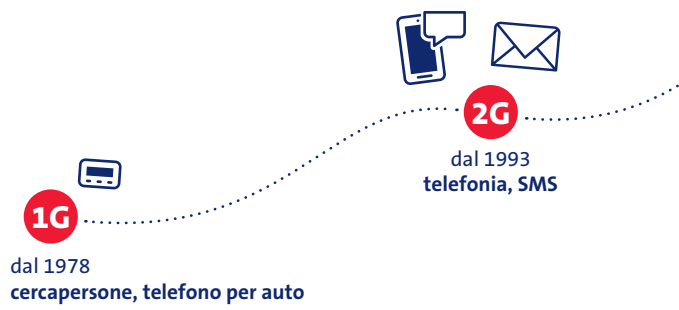 2G
dal 1993
telefonia, SMS
1G
dal 1978
cercapersone, telefono per auto